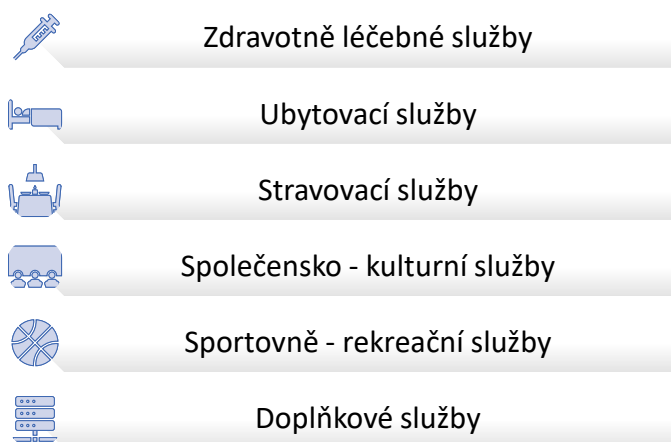 Zdravotně léčebné služby
Ubytovací služby
Stravovací služby
Společensko - kulturní služby
Sportovně - rekreační služby
Doplňkové služby